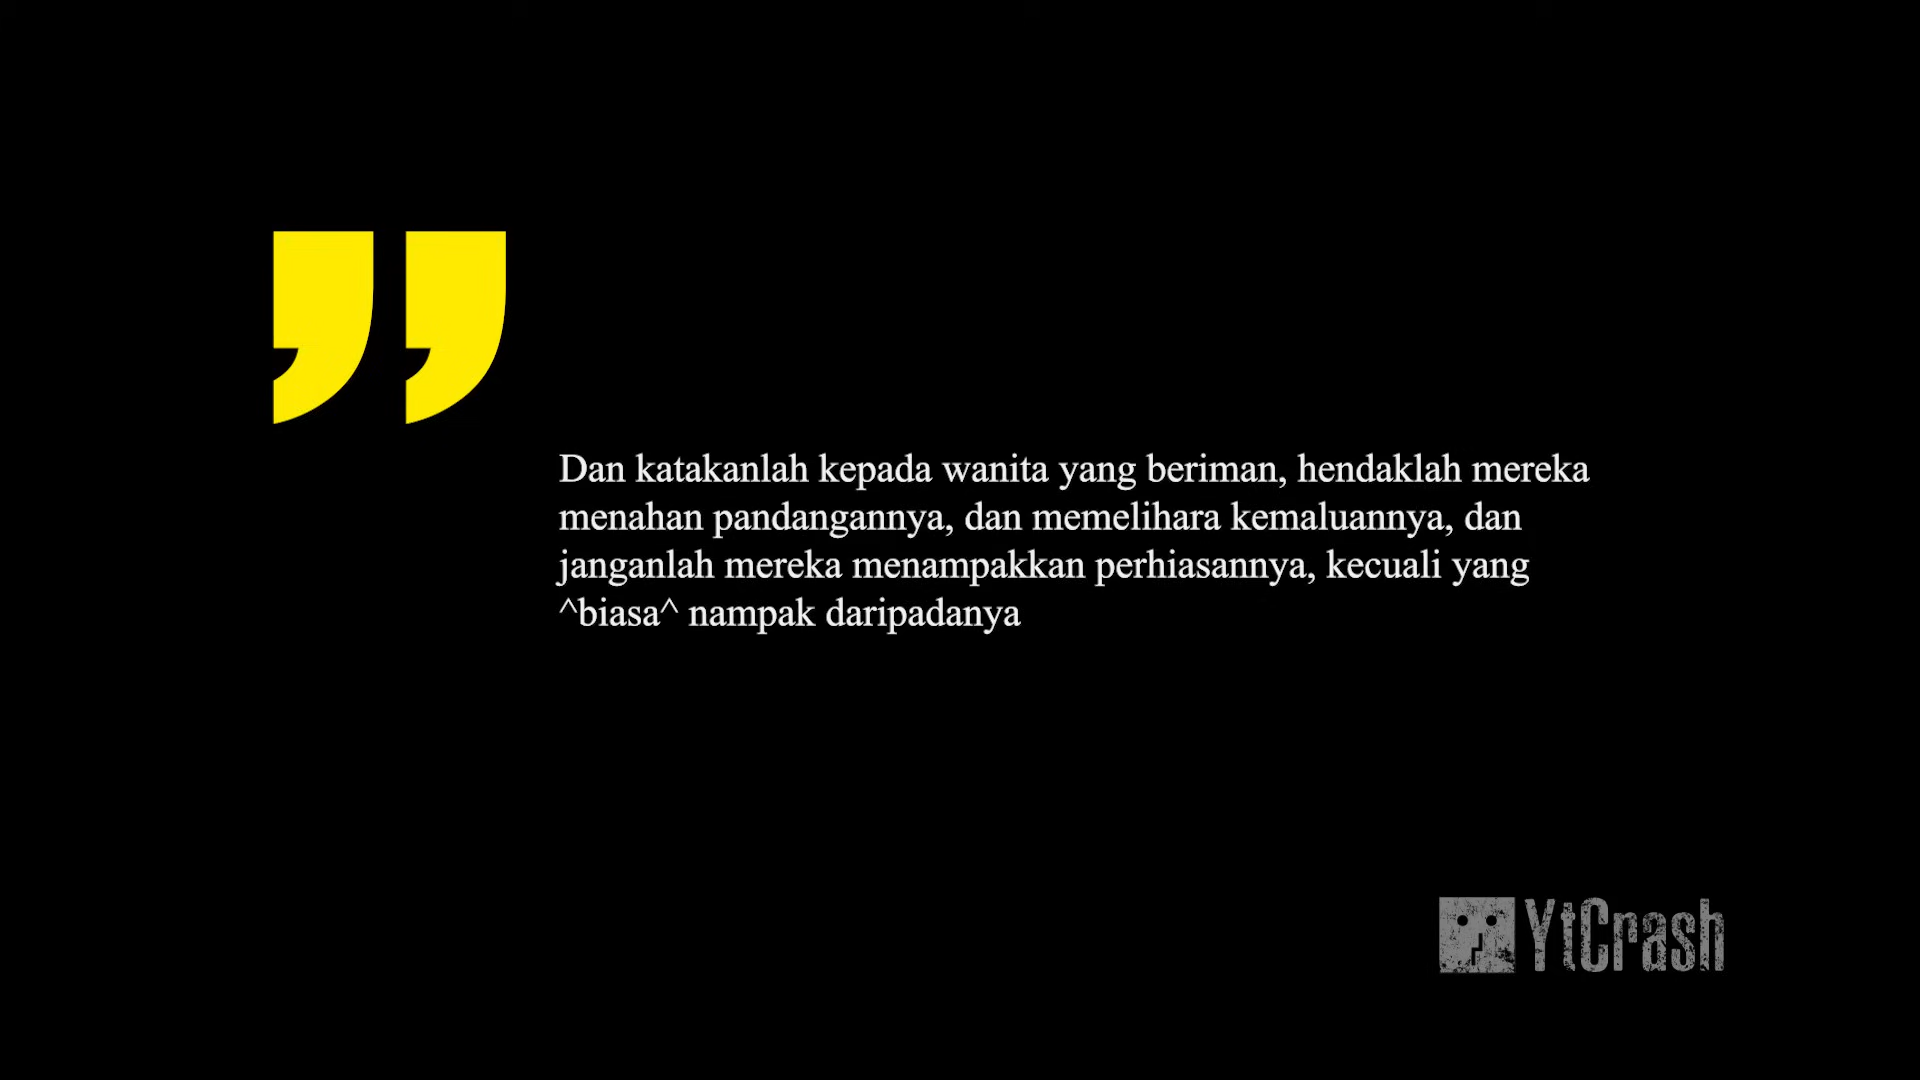 Dan katakanlah kepada wanita yang beriman, hendaklah mereka
menahan pandangannya, dan memelihara kemaluannya, dan
janganlah mereka menampakkan perhiasannya, kecuali yang
^biasa^ nampak daripadanya
YtCrash